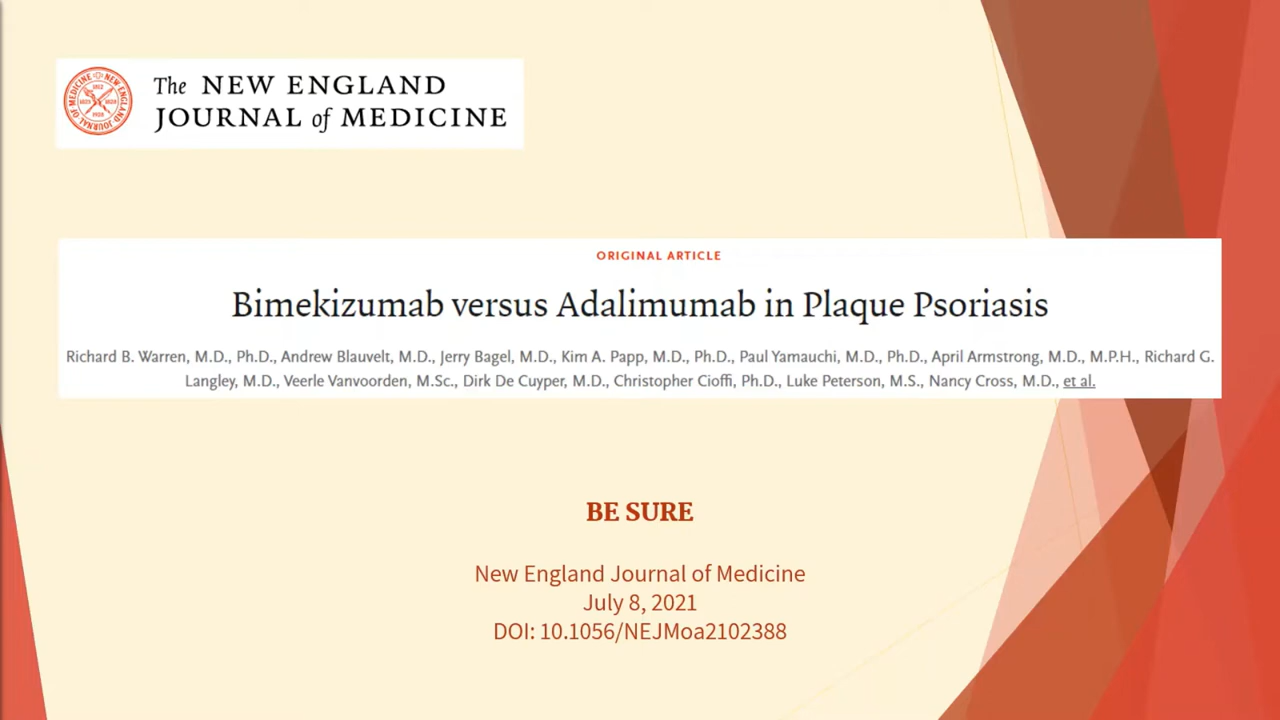 The NEW ENGLAND
JOURNAL of MEDICINE
ORIGINAL ARTICLE
Bimekizumab versus Adalimumab in Plaque Psoriasis
Richard B. Warren, M.D., Ph.D., Andrew Blauvelt, M.D., Jerry Bagel, M.D., Kim A. Papp, M.D., Ph.D., Paul Yamauchi, M.D., Ph.D., April Armstrong, M.D., M.P.H., Richard G.
Langley, M.D., Veerle Vanvoorden, M.Sc., Dirk De Cuyper, M.D., Christopher Cioffi, Ph.D., Luke Peterson, M.S., Nancy Cross, M.D., et al.
BE SURE
New England Journal of Medicine
July 8, 2021
DOI: 10.1056/NEJMoa2102388